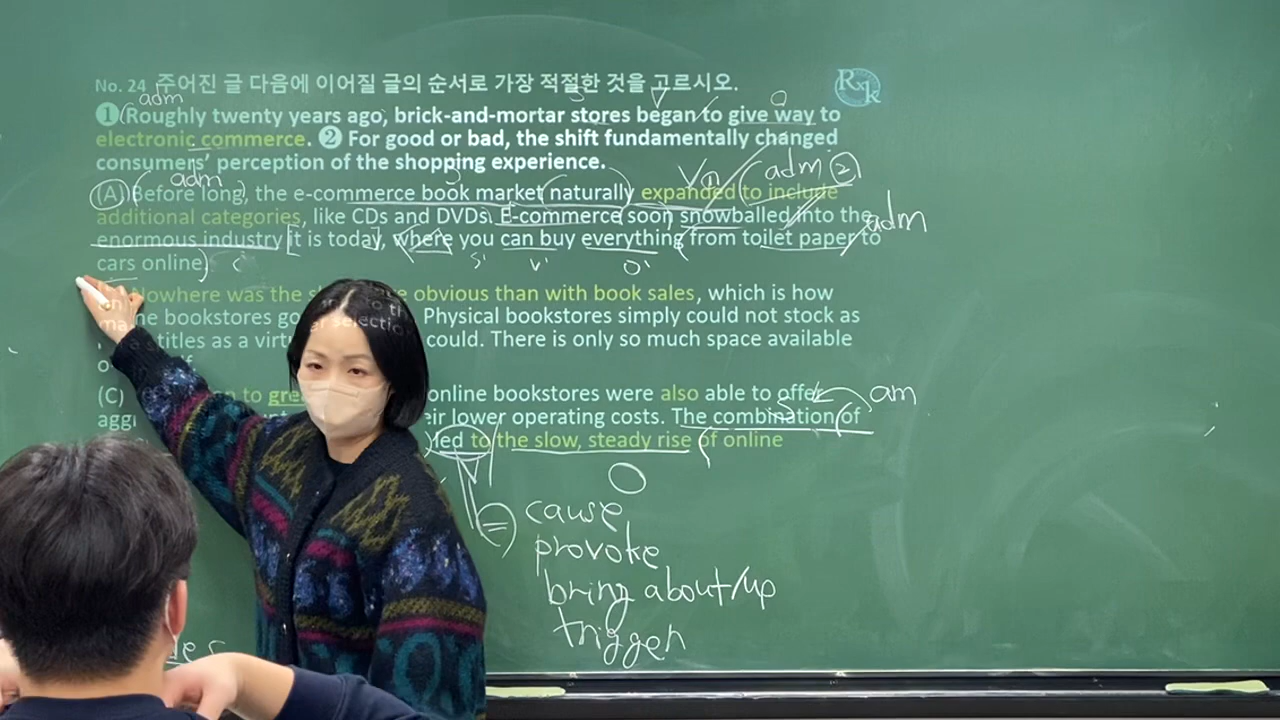 No. 24 주어진 글 다음에 이어질 글의 순서로 가장 적절한 것을 고르시오.
RxK
adm
❶(Roughly twenty years ago, brick-and-mortar stores began to give way to
electronic commerce. ❷ For good or bad, the shift fundamentally changed
consumers’ perception of the shopping experience.
adm S V adm ②
(A) Before long, the e-commerce book market naturally expanded to include
additional categories, like CDs and DVDs. E-commerce soon snowballed into the
adm
enormous industry it is today, where you can buy everything from toilet paper to
S' V' O'
cars online.
Nowhere was the obvious than with book sales, which is how
bookstores Physical bookstores simply could not stock as
titles as a could. There is only so much space available
(C) to online bookstores were also able to offer
am
lower operating costs. The combination of
led to the slow, steady rise of online
V O
= cause
provoke
bring about/up
trigger